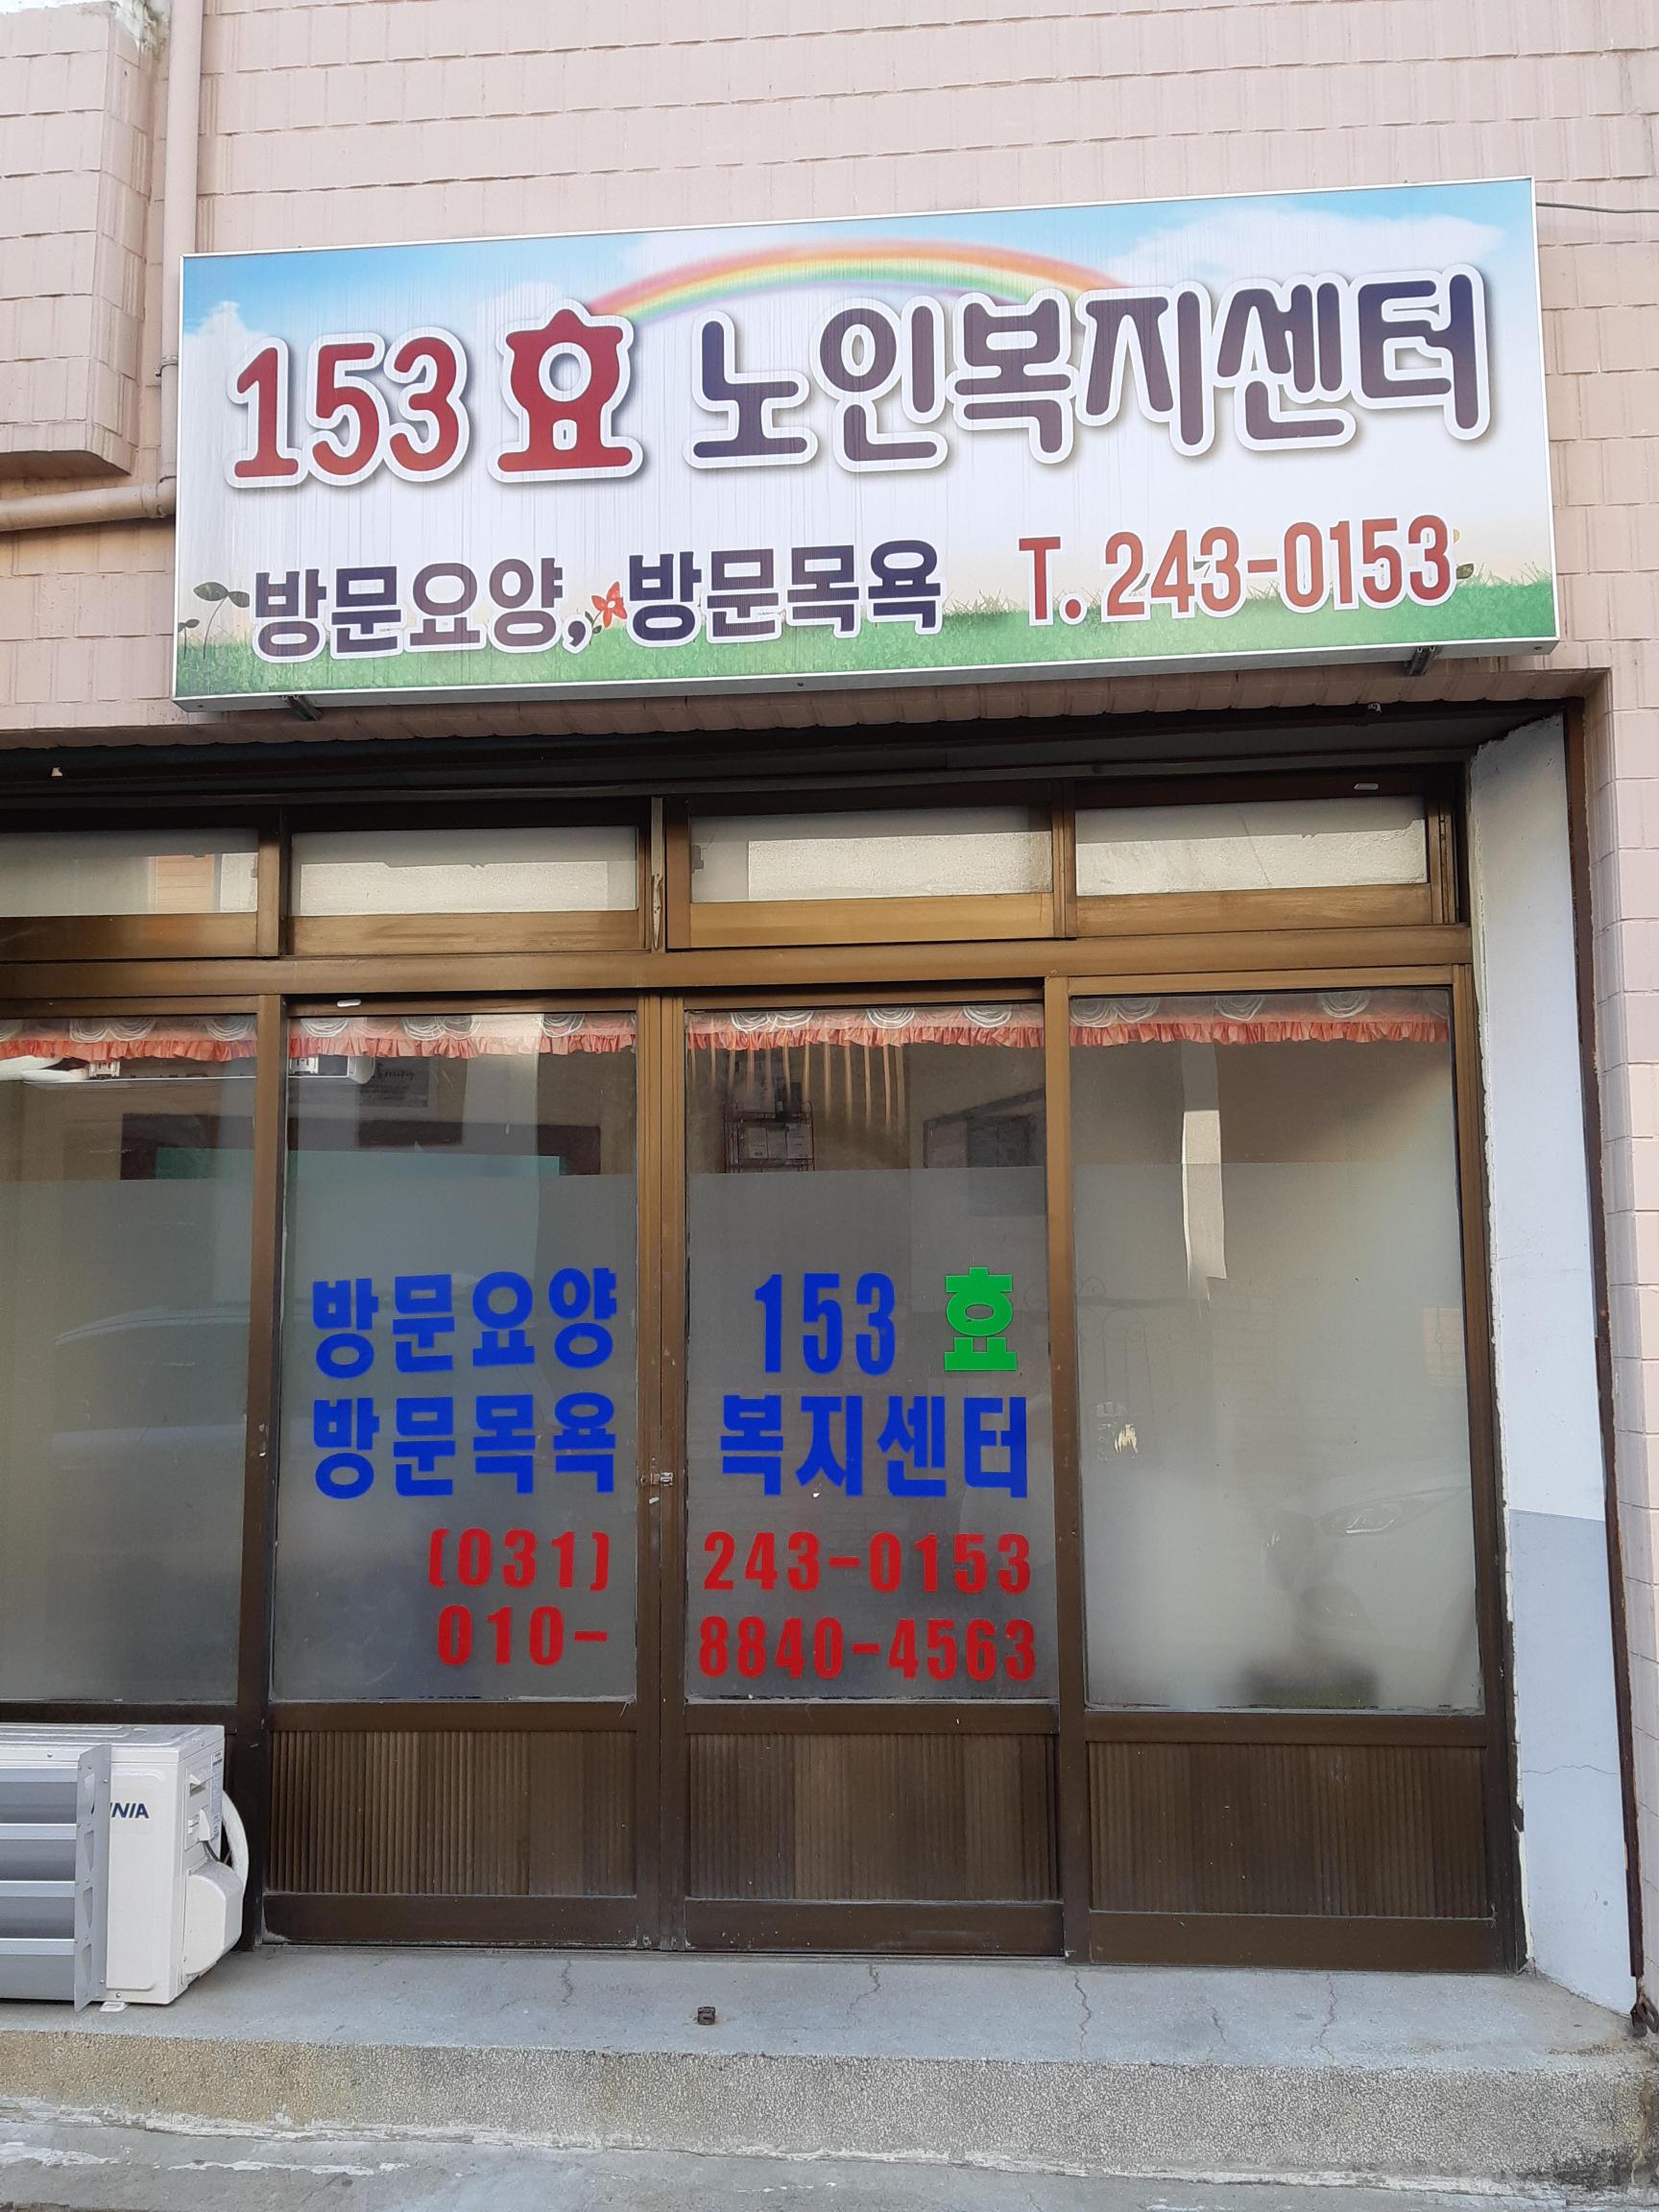 153 효 노인복지센터
방문요양, 방문목욕 T. 243-0153
방문요양 153 효
방문목욕 복지센터
(031) 243-0153
010- 8840-4563